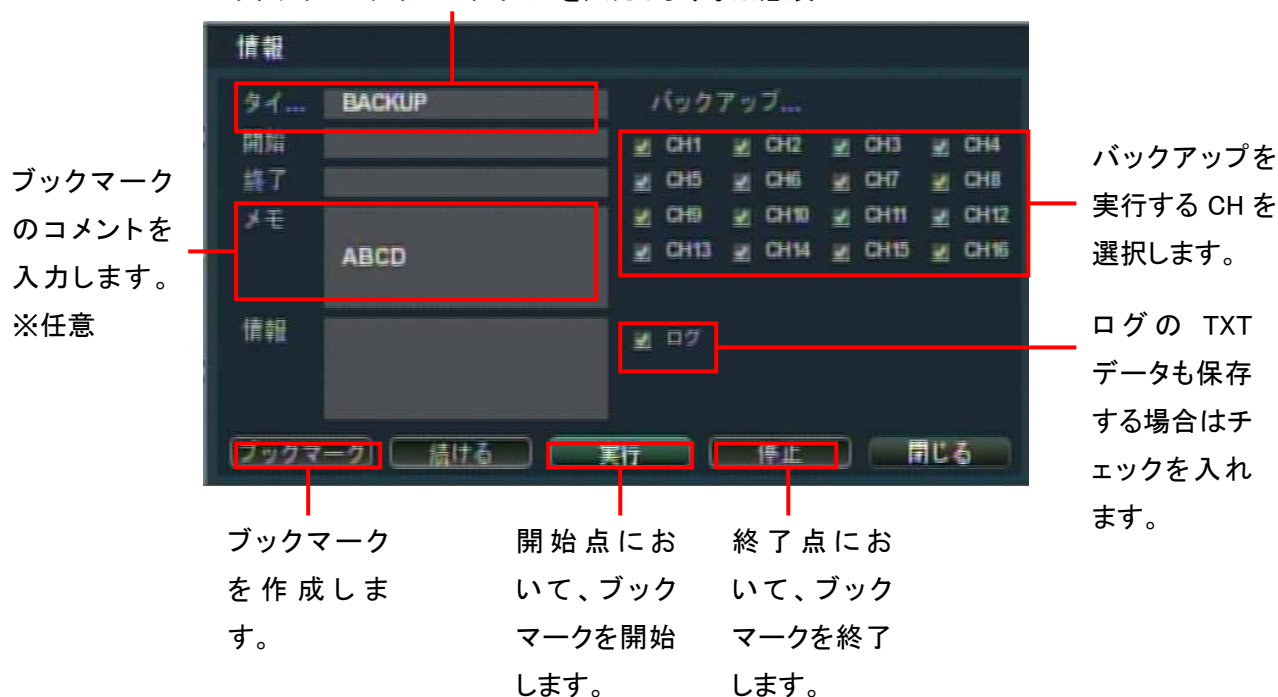 情報
タイ... BACKUP
開始
終了
メモ
ABCD
情報
バックアップ...
CH1 CH2 CH3 CH4
CH5 CH6 CH7 CH8
CH9 CH10 CH11 CH12
CH13 CH14 CH15 CH16
ログ
ブックマーク 続ける 実行 停止 閉じる
ブックマーク
のコメントを
入力します。
※任意
バックアップを
実行する CH を
選択します。
ログの TXT
データも保存
する場合はチ
ェックを入れ
ます。
ブックマーク
を作成しま
す。
開始点にお
いて、ブック
マークを開始
します。
終了点にお
いて、ブック
マークを終了
します。